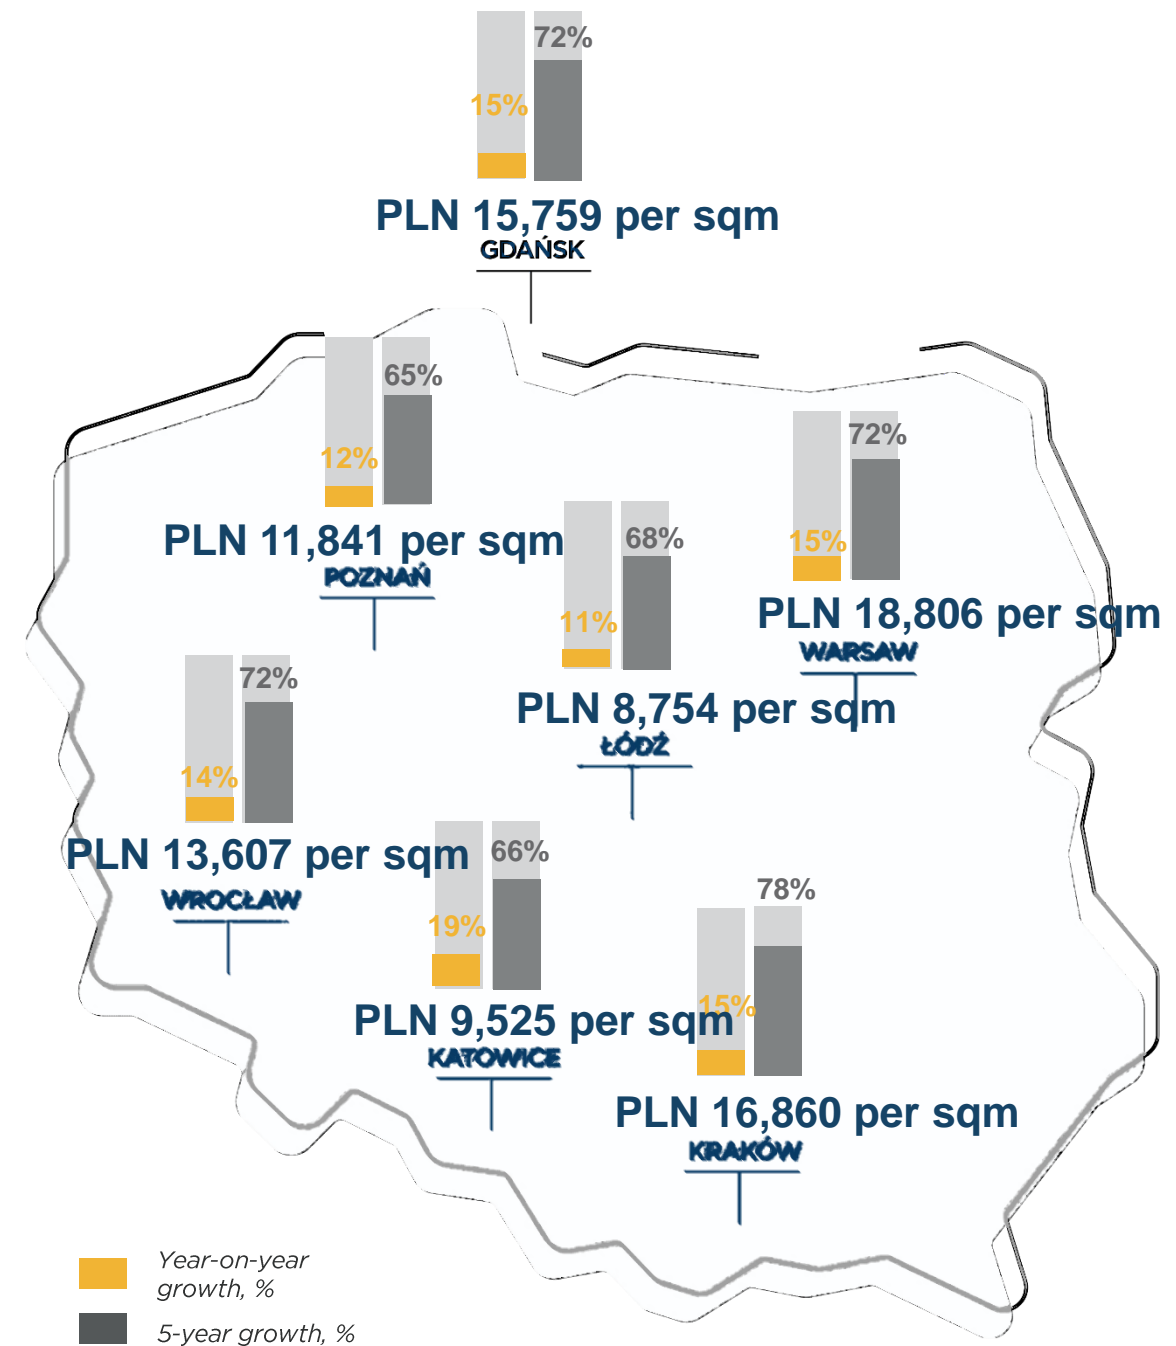 72%
15%
PLN 15,759 per sqm
GDAŃSK
65%
12%
PLN 11,841 per sqm
POZNAŃ
72%
15%
PLN 18,806 per sqm
WARSAW
68%
11%
PLN 8,754 per sqm
ŁÓDŹ
72%
14%
PLN 13,607 per sqm
WROCŁAW
66%
19%
PLN 9,525 per sqm
KATOWICE
78%
15%
PLN 16,860 per sqm
KRAKÓW
Year-on-year
growth, %
5-year growth, %